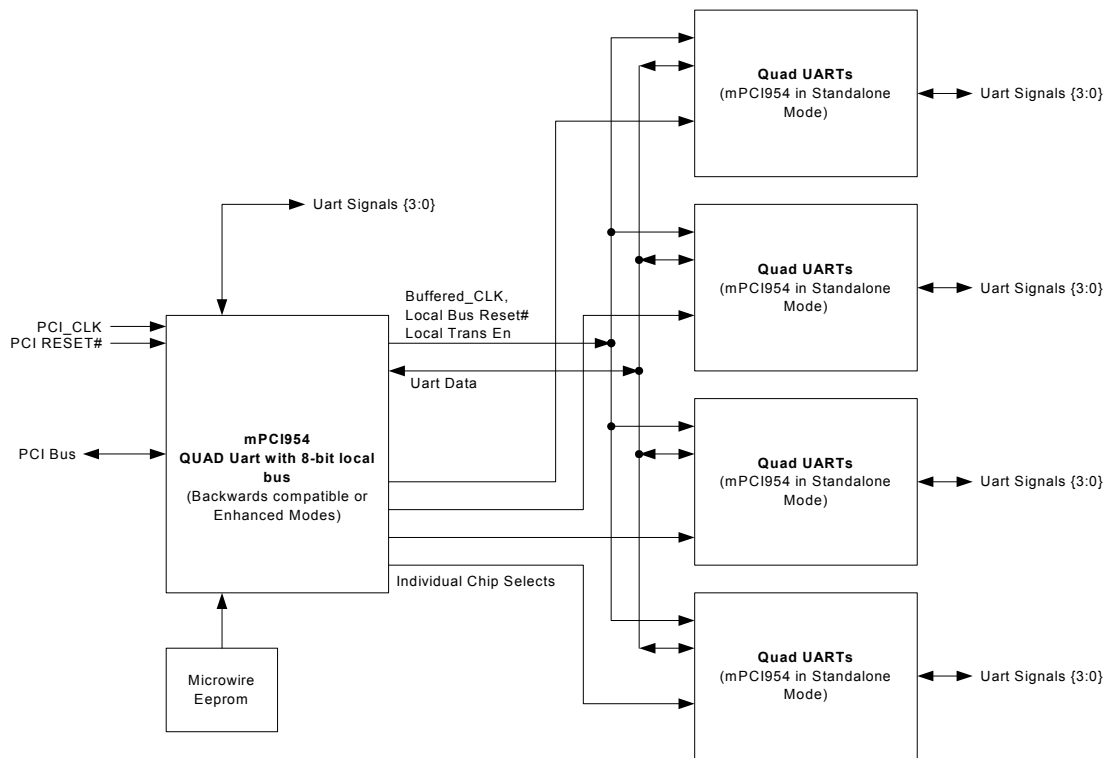 Quad UARTs
(mPCI954 in Standalone
Mode)
Uart Signals {3:0}
Uart Signals {3:0}
Quad UARTs
(mPCI954 in Standalone
Mode)
Uart Signals {3:0}
Buffered_CLK,
Local Bus Reset#
Local Trans En
PCI_CLK
PCI RESET#
Uart Data
mPCI954
QUAD Uart with 8-bit local
bus
(Backwards compatible or
Enhanced Modes)
PCI Bus
Quad UARTs
(mPCI954 in Standalone
Mode)
Uart Signals {3:0}
Individual Chip Selects
Microwire
Eeprom
Quad UARTs
(mPCI954 in Standalone
Mode)
Uart Signals {3:0}